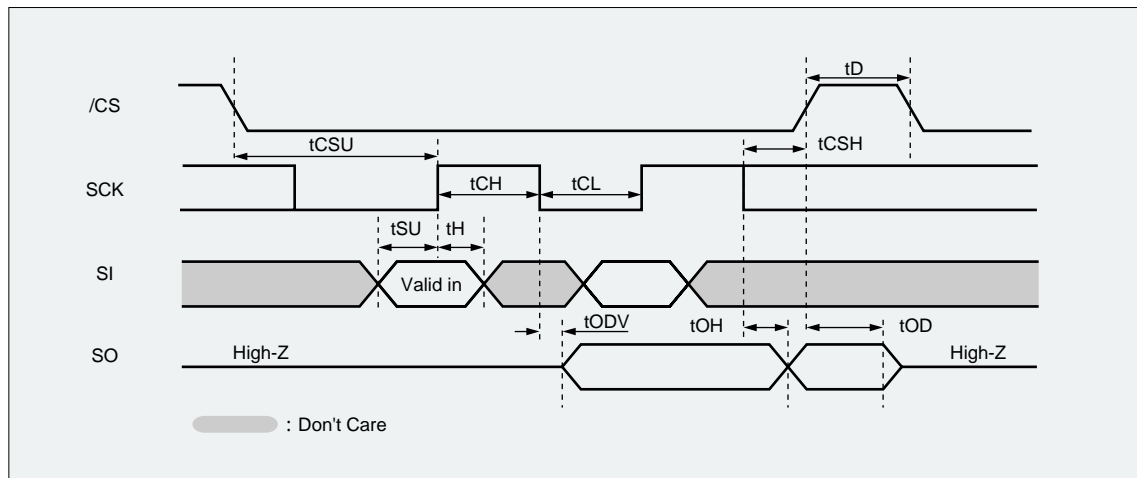 tD
/CS
tCSU
tCSH
SCK
tCH
tCL
tSU
tH
SI
Valid in
tODV
tOH
tOD
SO
High-Z
High-Z
: Don't Care